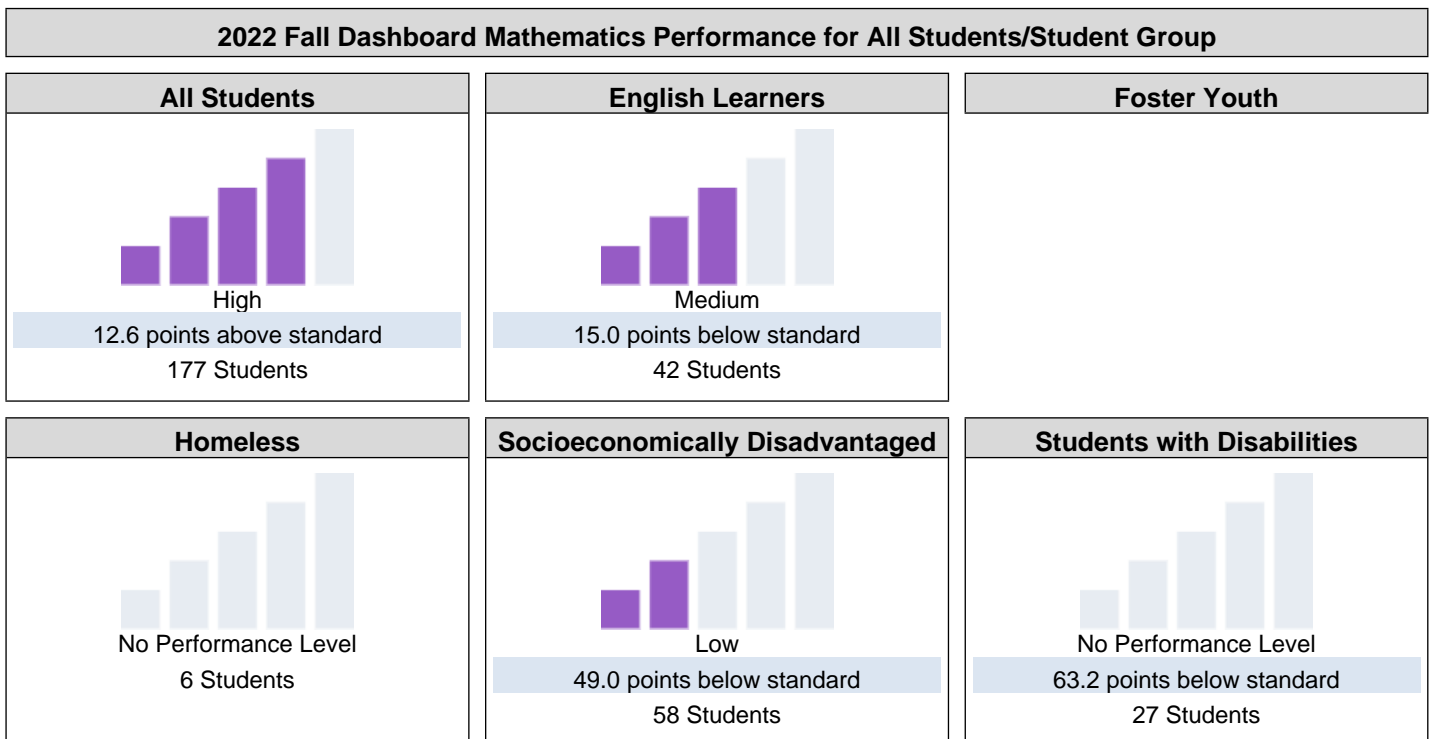 2022 Fall Dashboard Mathematics Performance for All Students/Student Group
All Students
High
12.6 points above standard
177 Students
English Learners
Medium
15.0 points below standard
42 Students
Foster Youth
Homeless
No Performance Level
6 Students
Socioeconomically Disadvantaged
Low
49.0 points below standard
58 Students
Students with Disabilities
No Performance Level
63.2 points below standard
27 Students